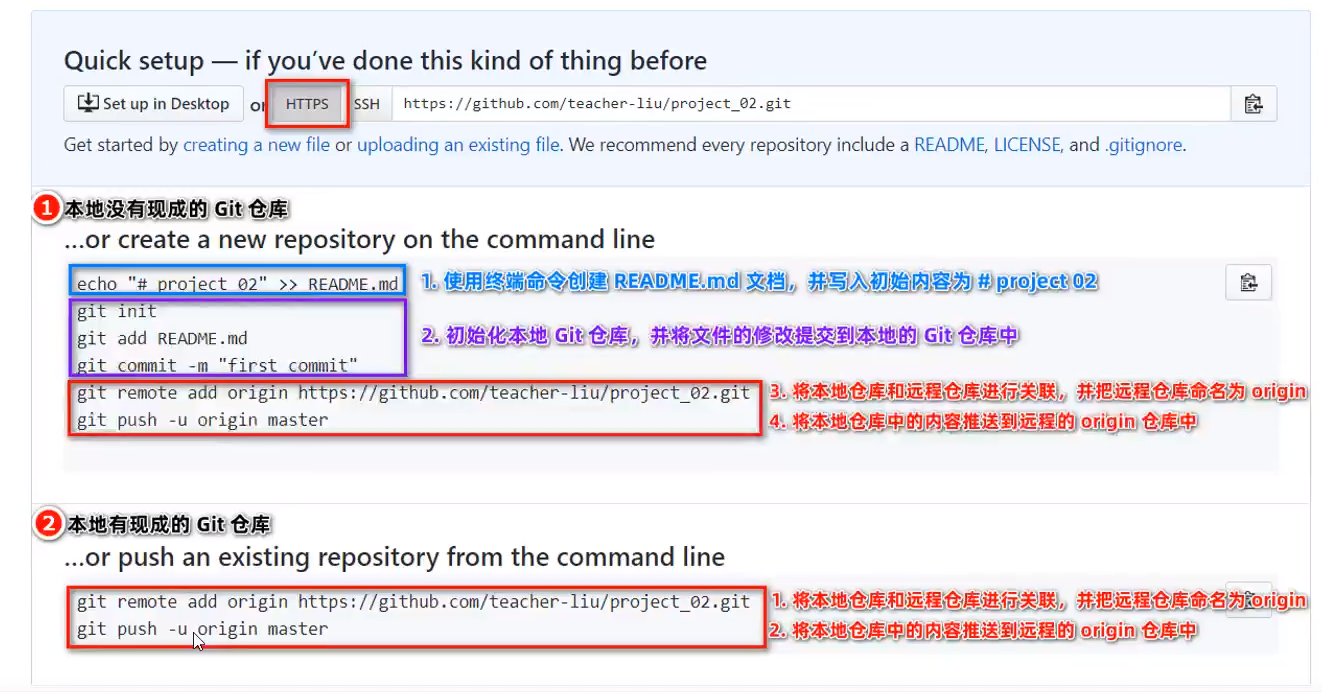 Quick setup — if you've done this kind of thing before
Set up in Desktop or HTTPS SSH https://github.com/teacher-liu/project_02.git
Get started by creating a new file or uploading an existing file. We recommend every repository include a README, LICENSE, and .gitignore.
1 本地没有现成的 Git 仓库
...or create a new repository on the command line
echo "# project_02" >> README.md 1. 使用终端命令创建 README.md 文档，并写入初始内容为 # project 02
git init
git add README.md 2. 初始化本地 Git 仓库，并将文件的修改提交到本地的 Git 仓库中
git commit -m "first commit"
git remote add origin https://github.com/teacher-liu/project_02.git 3. 将本地仓库和远程仓库进行关联，并把远程仓库命名为 origin
git push -u origin master 4. 将本地仓库中的内容推送到远程的 origin 仓库中
2 本地有现成的 Git 仓库
...or push an existing repository from the command line
git remote add origin https://github.com/teacher-liu/project_02.git 1. 将本地仓库和远程仓库进行关联，并把远程仓库命名为 origin
git push -u origin master 2. 将本地仓库中的内容推送到远程的 origin 仓库中